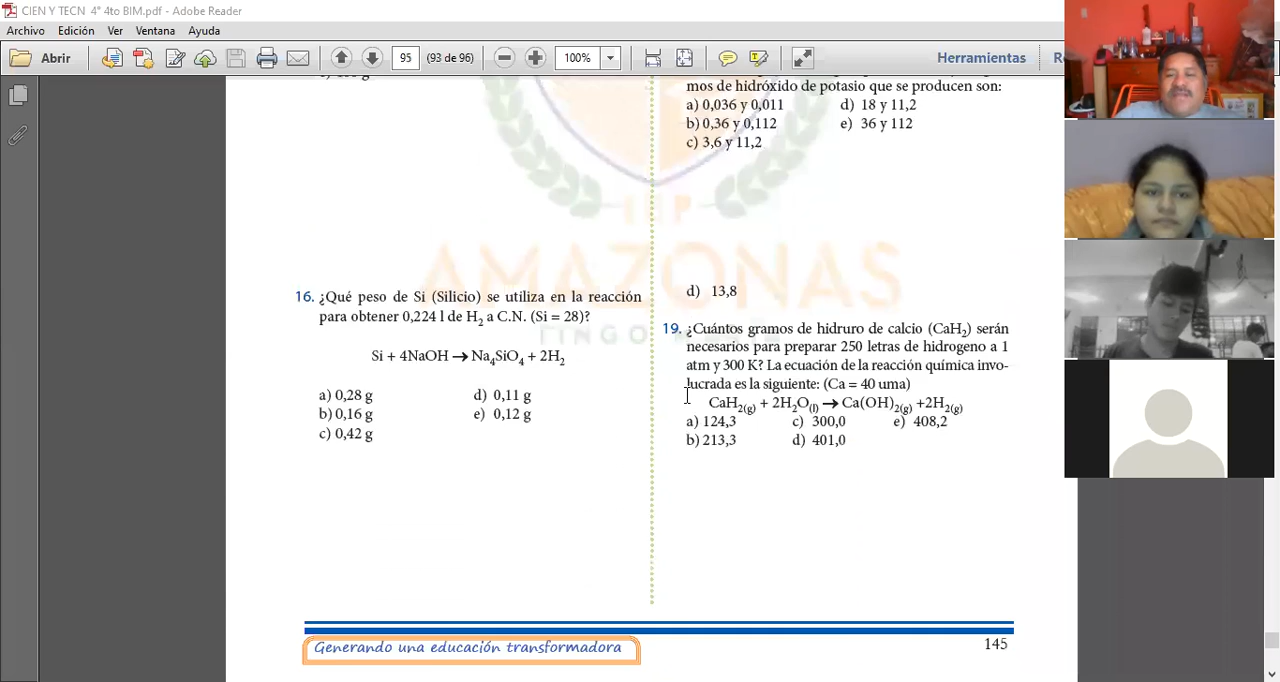 CIEN Y TECN 4° 4to BIM.pdf - Adobe Reader
Archivo Edición Ver Ventana Ayuda
Abrir 95 (93 de 96) 100% Herramientas
mos de hidróxido de potasio que se producen son:
a) 0,036 y 0,011 d) 18 y 11,2
b) 0,36 y 0,112 e) 36 y 112
c) 3,6 y 11,2
AMAZONAS
16. ¿Qué peso de Si (Silicio) se utiliza en la reacción
para obtener 0,224 l de H2 a C.N. (Si = 28)?
Si + 4NaOH → Na4SiO4 + 2H2
a) 0,28 g d) 0,11 g
b) 0,16 g e) 0,12 g
c) 0,42 g
d) 13,8
19. ¿Cuántos gramos de hidruro de calcio (CaH2) serán
necesarios para preparar 250 letras de hidrogeno a 1
atm y 300 K? La ecuación de la reacción química invo-
lucrada es la siguiente: (Ca = 40 uma)
CaH2(g) + 2H2O(l) → Ca(OH)2(g) +2H2(g)
a) 124,3 c) 300,0 e) 408,2
b) 213,3 d) 401,0
Generando una educación transformadora
145